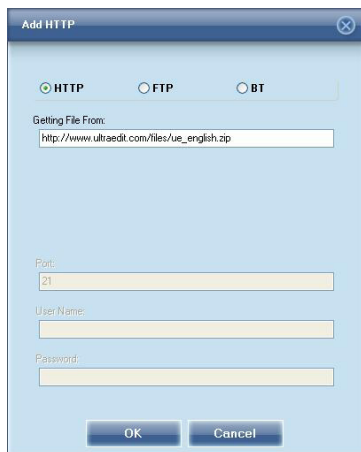 Add HTTP
HTTP FTP BT
Getting File From:
http://www.ultraedit.com/files/ue_english.zip
Port:
21
User Name:
Password:
OK Cancel